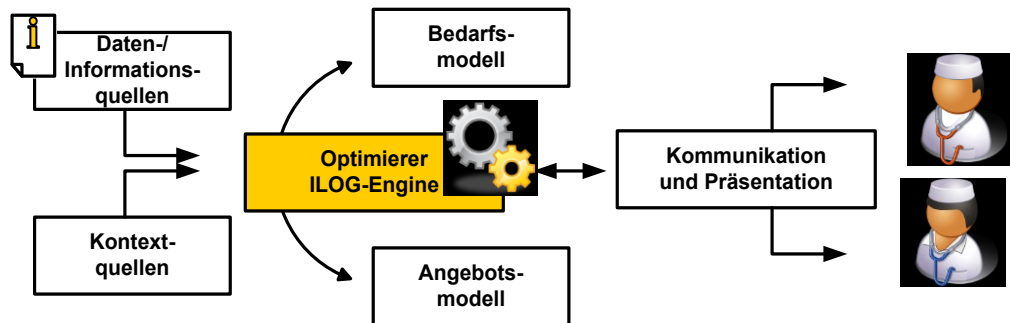 i
Daten-/
Informations-
quellen
Kontext-
quellen
Optimierer
ILOG-Engine
Bedarfs-
modell
Angebots-
modell
Kommunikation
und Präsentation